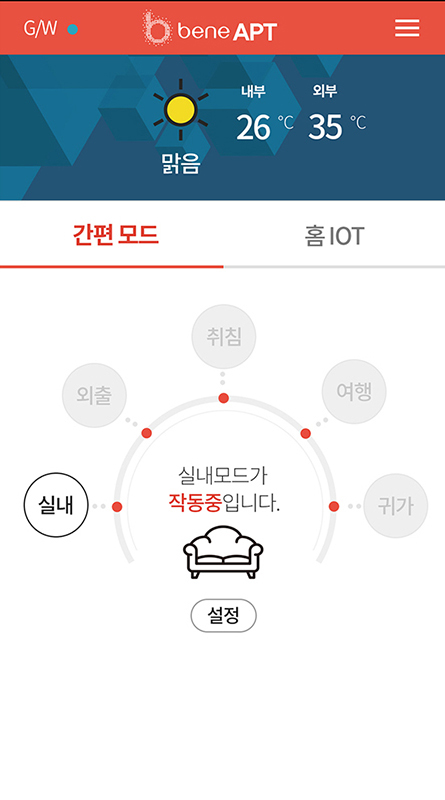 G/W
b bene APT
내부 외부
26 ℃ 35 ℃
맑음
간편 모드
홈 IOT
취침
외출
여행
실내
귀가
실내모드가
작동중입니다.
설정